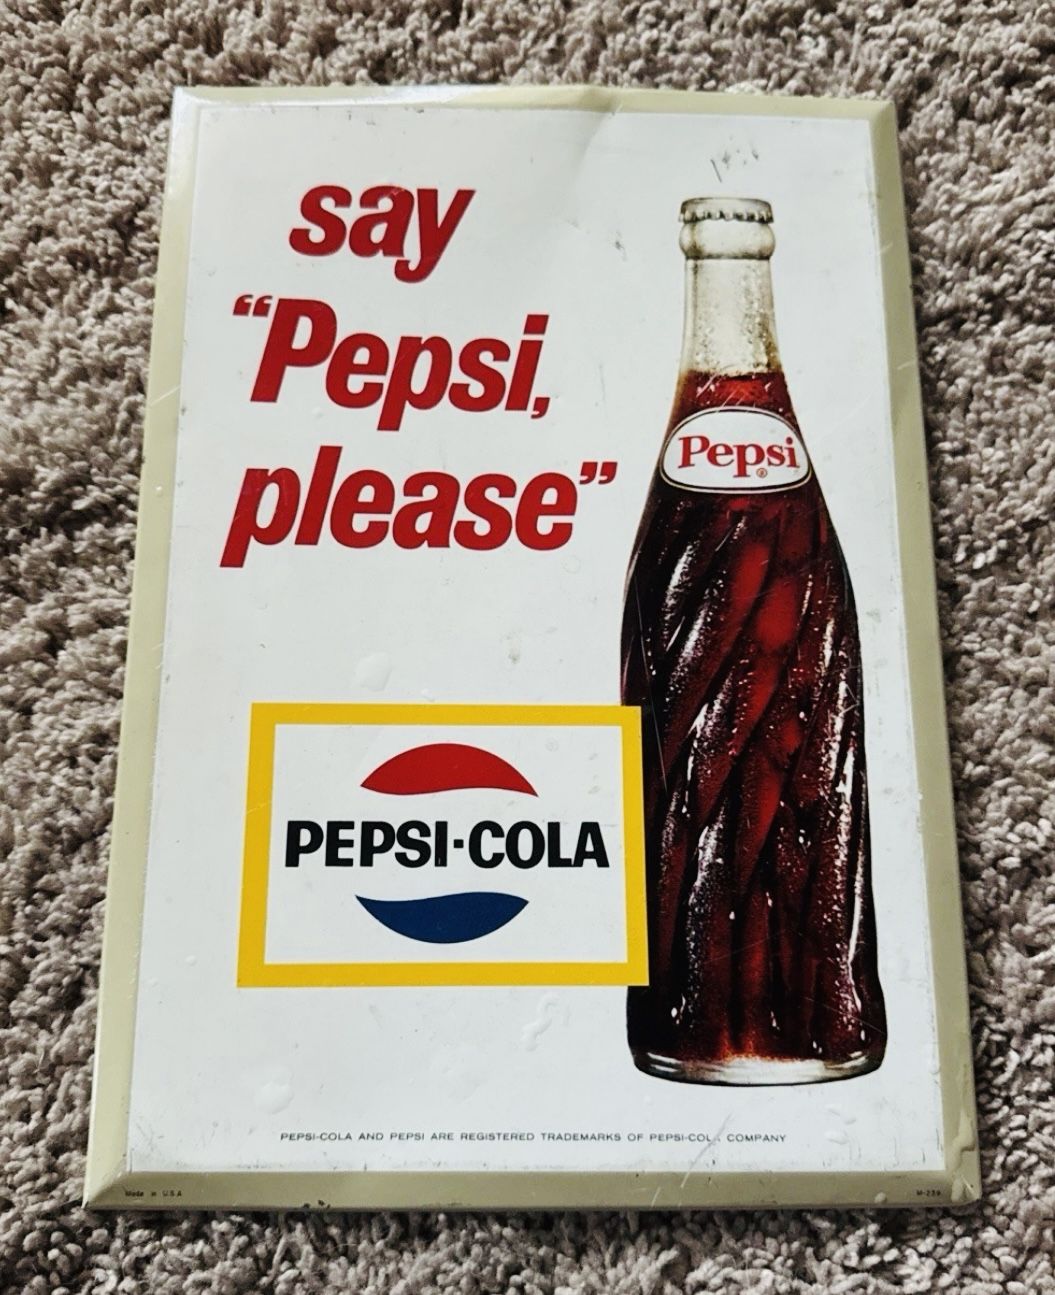 say
“Pepsi,
please”
Pepsi
®
PEPSI·COLA
PEPSI-COLA AND PEPSI ARE REGISTERED TRADEMARKS OF PEPSI-COLA COMPANY
Made in U.S.A
M-239